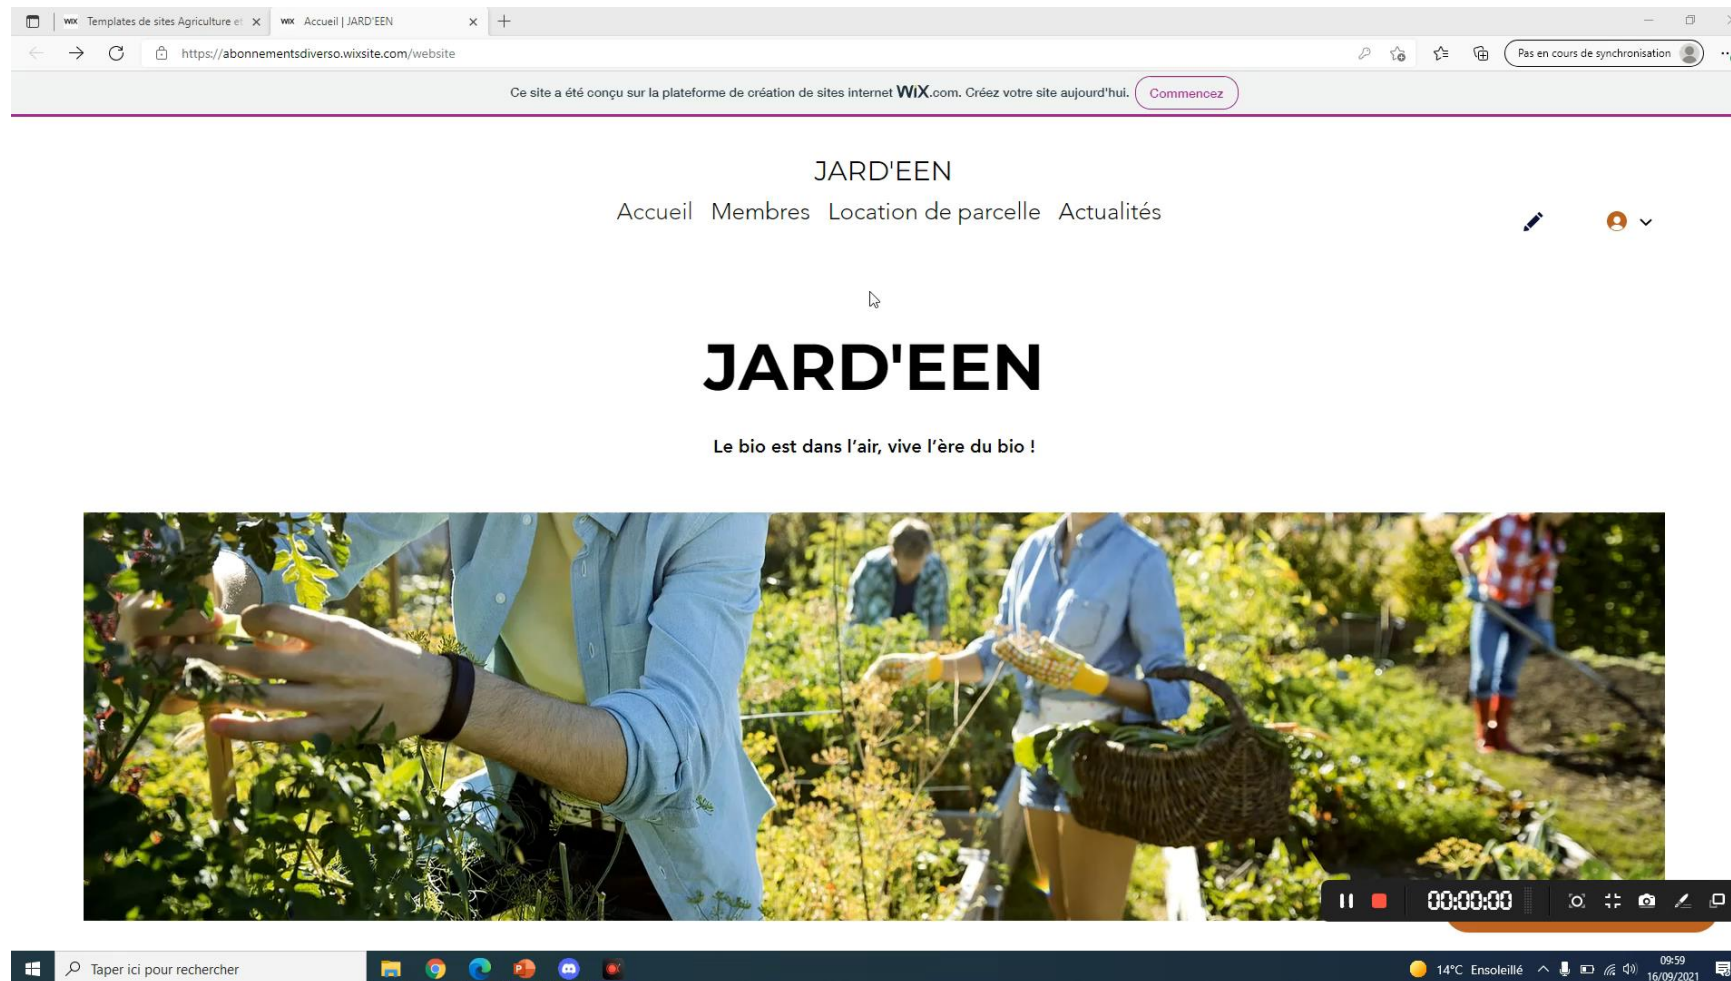 Templates de sites Agriculture et
Accueil | JARD'EEN
https://abonnementsdiverso.wixsite.com/website
Pas en cours de synchronisation
Ce site a été conçu sur la plateforme de création de sites internet WiX.com. Créez votre site aujourd'hui.
Commencez
JARD'EEN
Accueil Membres Location de parcelle Actualités
JARD'EEN
Le bio est dans l'air, vive l'ère du bio !
00:00:00
Taper ici pour rechercher
14°C Ensoleillé
09:59
16/09/2021